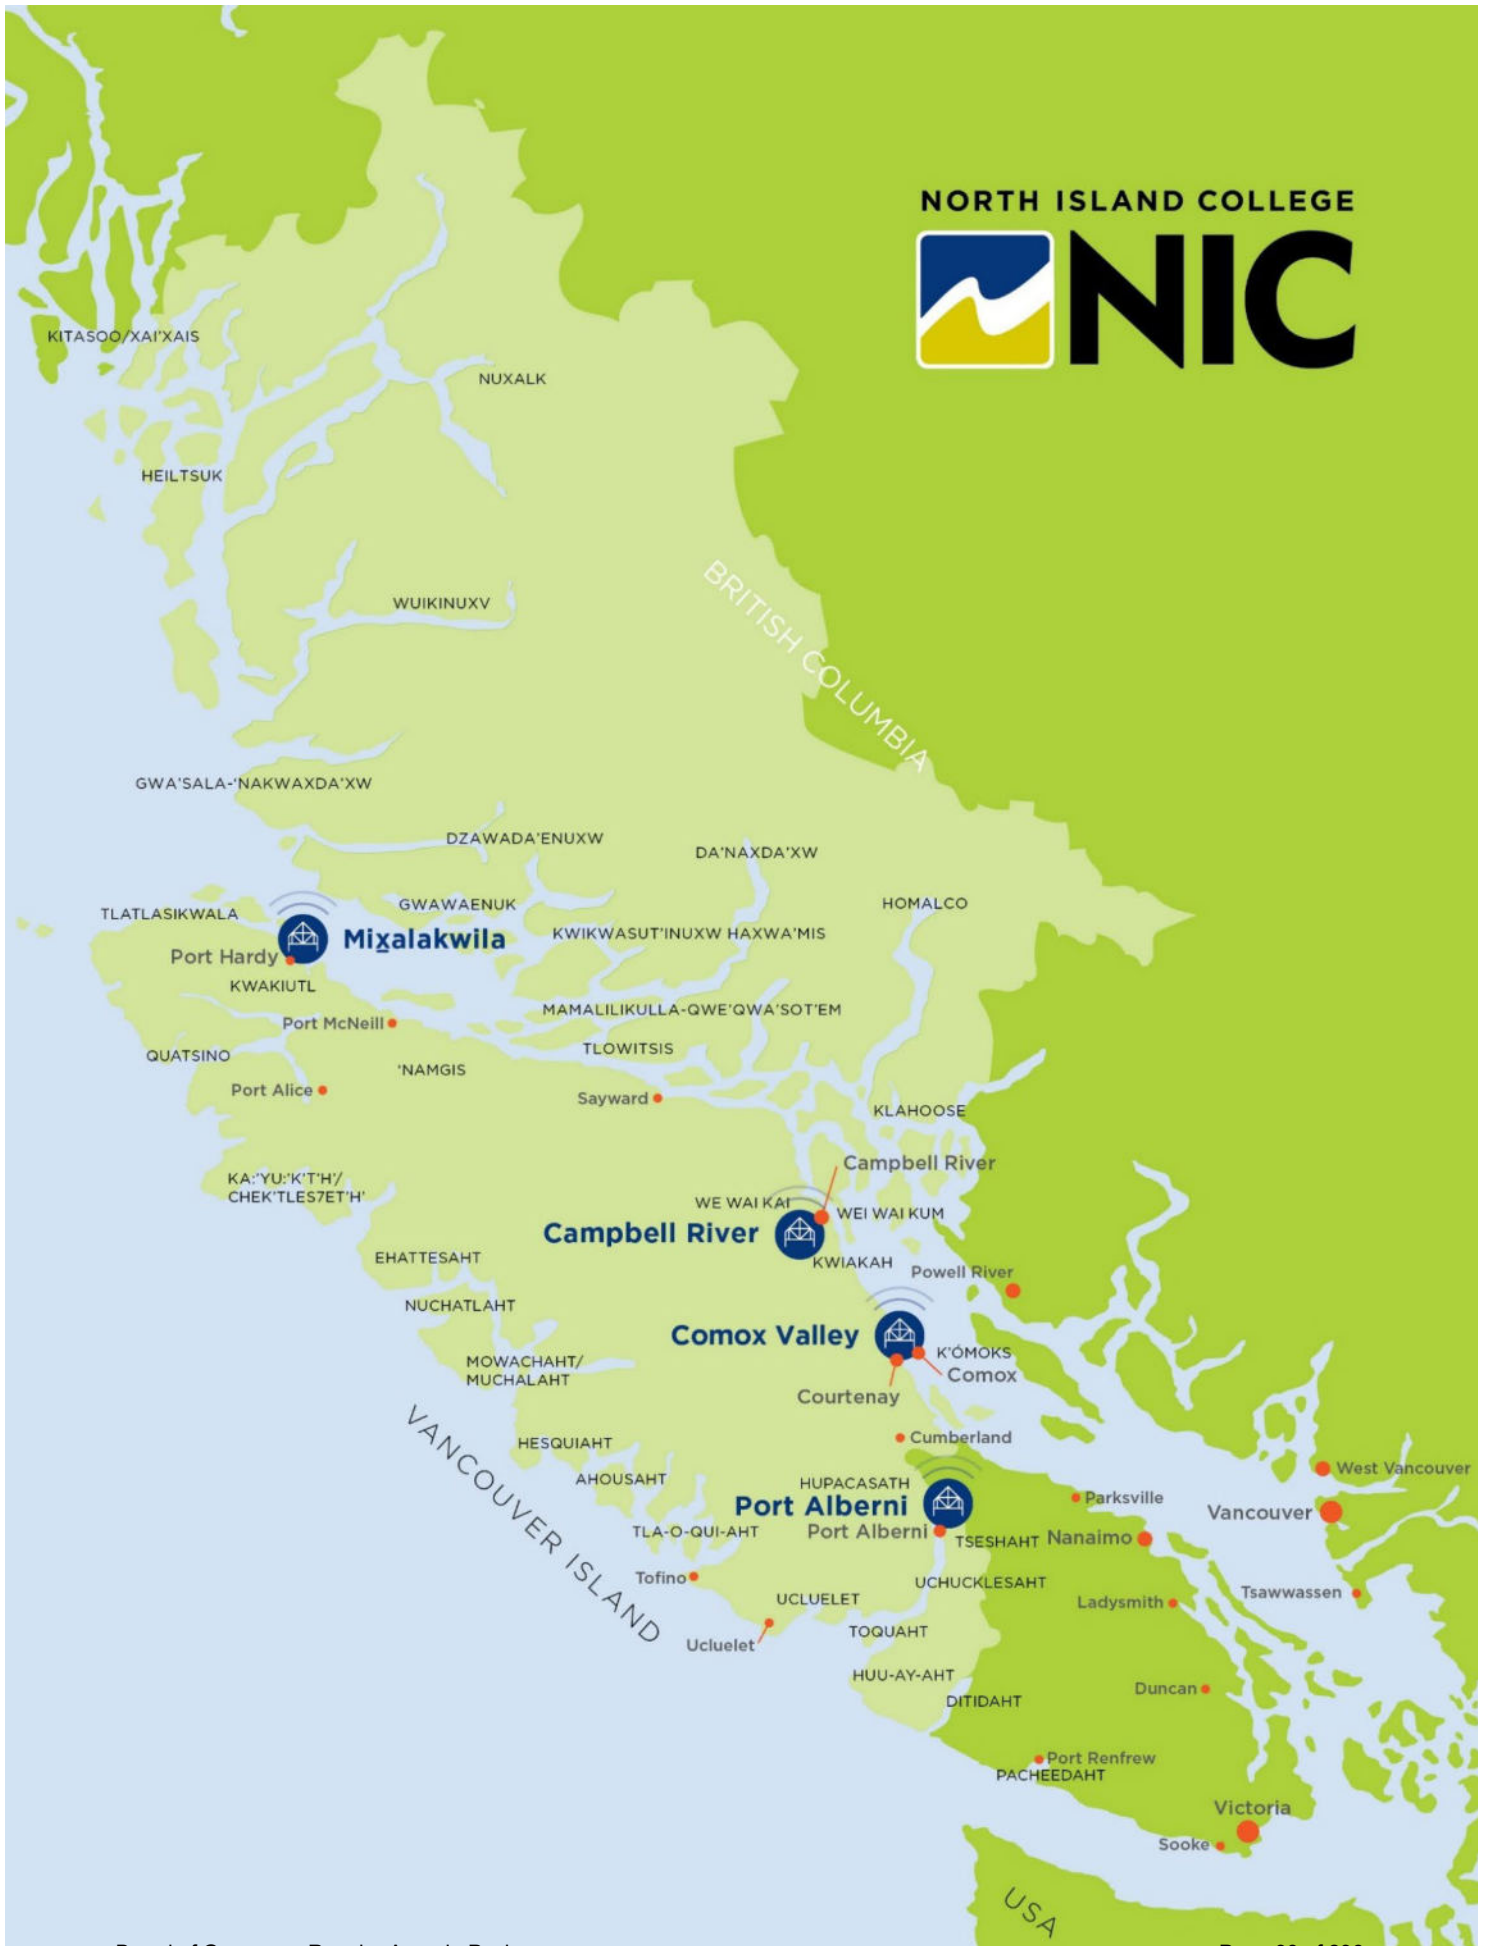 NORTH ISLAND COLLEGE
NIC
KITASOO/XAI'XAIS
NUXALK
HEILTSUK
WUIKINUXV
BRITISH COLUMBIA
GWA'SALA-'NAKWAXDA'XW
DZAWADA'ENUXW
DA'NAXDA'XW
HOMALCO
GWAWAENUK
TLATLASIKWALA
KWIKWASUT'INUXW HAXWA'MIS
Mix̱alakwila
Port Hardy
KWAKIUTL
MAMALILIKULLA-QWE'QWA'SOT'EM
Port McNeill
TLOWITSIS
QUATSINO
'NAMGIS
Port Alice
Sayward
KLAHOOSE
Campbell River
KA:'YU:'K'T'H'/
CHEK'TLES7ET'H'
WE WAI KAI
WEI WAI KUM
Campbell River
KWIAKAH
EHATTESAHT
Powell River
NUCHATLAHT
Comox Valley
K'ÓMOKS
MOWACHAHT/
MUCHALAHT
Comox
Courtenay
VANCOUVER ISLAND
HESQUIAHT
Cumberland
AHOUSAHT
HUPACASATH
West Vancouver
Port Alberni
Parksville
Vancouver
TLA-O-QUI-AHT
Port Alberni
TSESHAHT
Nanaimo
Tofino
UCHUCKLESAHT
Tsawwassen
UCLUELET
Ladysmith
TOQUAHT
Ucluelet
HUU-AY-AHT
Duncan
DITIDAHT
Port Renfrew
PACHEEDAHT
Victoria
Sooke
USA